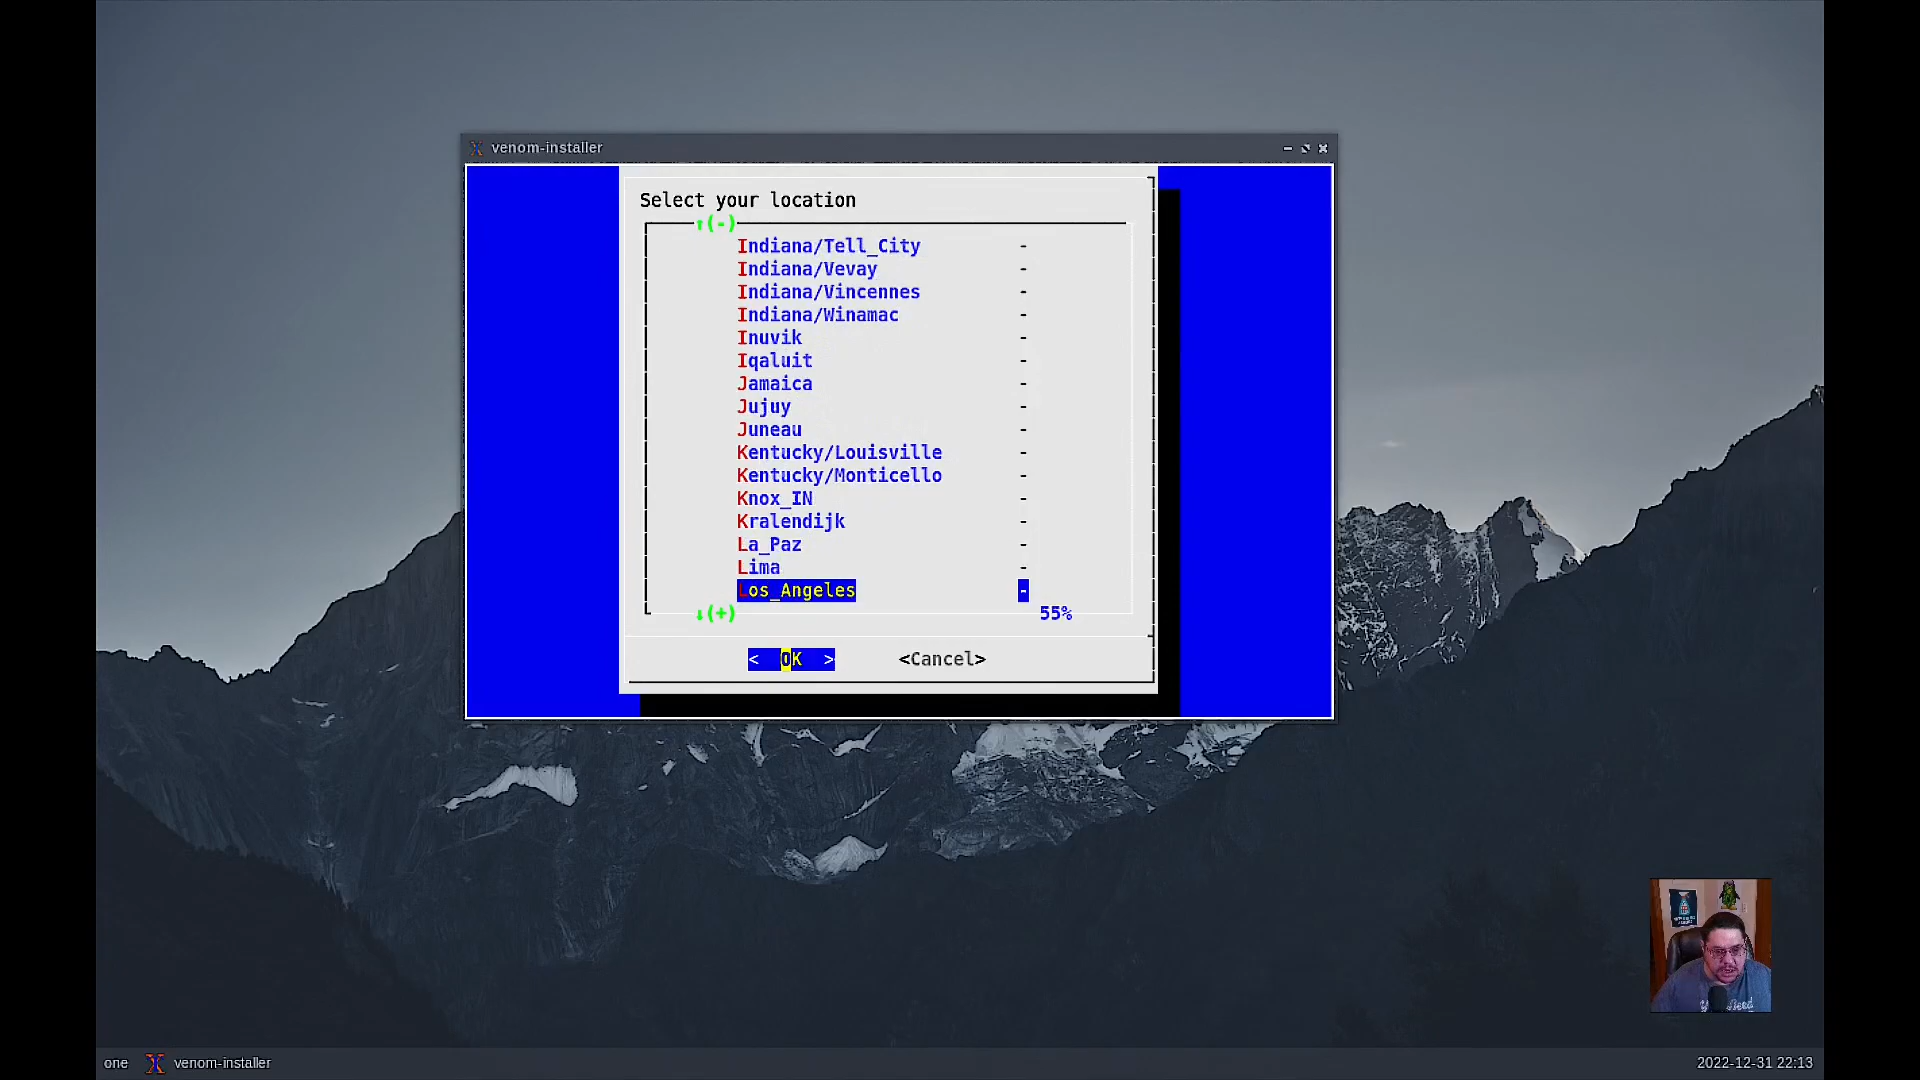 venom-installer
Select your location
↑(-)
Indiana/Tell_City -
Indiana/Vevay -
Indiana/Vincennes -
Indiana/Winamac -
Inuvik -
Iqaluit -
Jamaica -
Jujuy -
Juneau -
Kentucky/Louisville -
Kentucky/Monticello -
Knox_IN -
Kralendijk -
La_Paz -
Lima -
Los_Angeles -
↓(+) 55%
< OK > <Cancel>
one venom-installer 2022-12-31 22:13